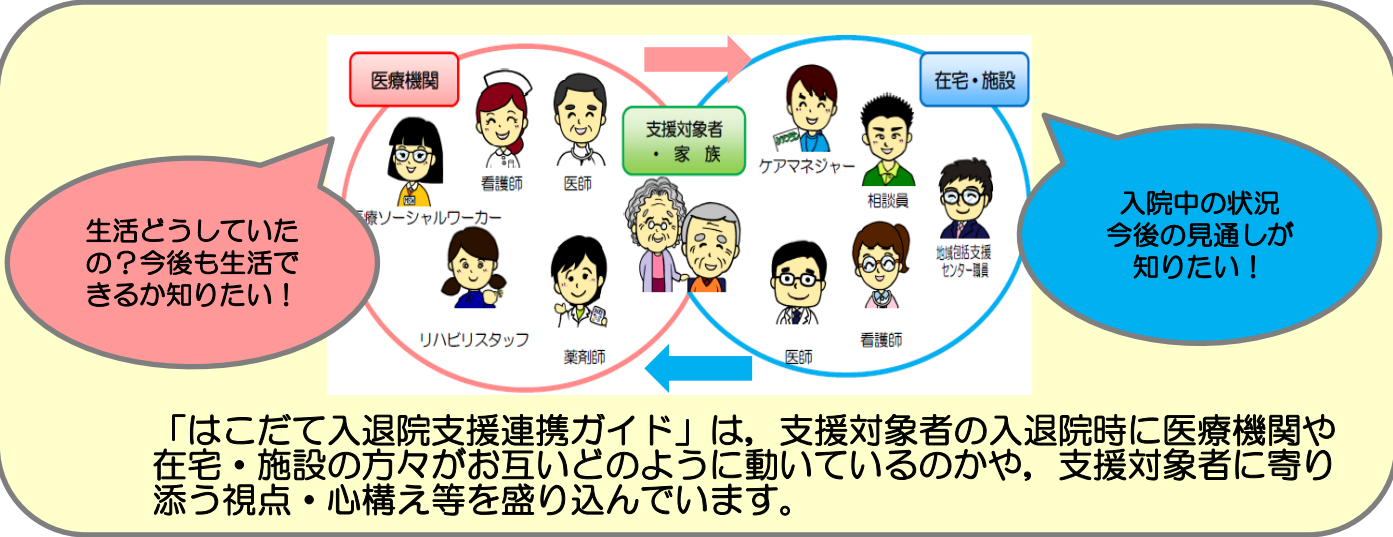 医療機関
在宅・施設
支援対象者
・家族
看護師
医師
療ソーシャルワーカー
リハビリスタッフ
薬剤師
ケアマネジャー
相談員
地域包括支援
センター職員
医師
看護師
生活どうしていた
の?今後も生活で
きるか知りたい!
入院中の状況
今後の見通しが
知りたい!
「はこだて入退院支援連携ガイド」は，支援対象者の入退院時に医療機関や
在宅・施設の方々がお互いどのように動いているのかや，支援対象者に寄り
添う視点・心構え等を盛り込んでいます。